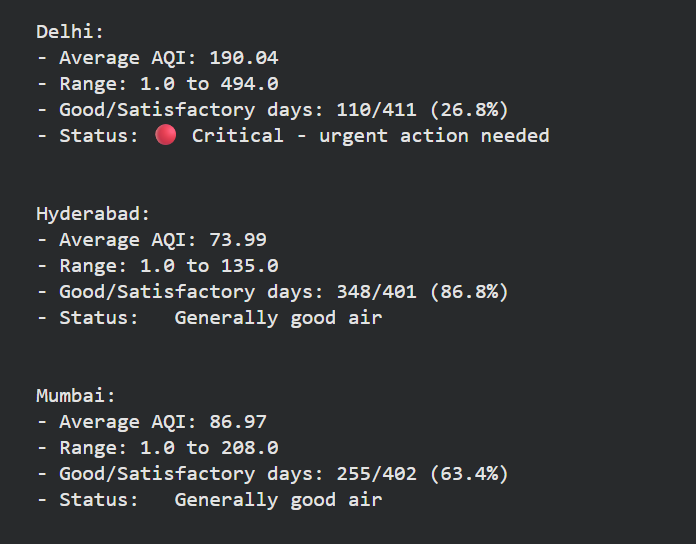 Delhi:
- Average AQI: 190.04
- Range: 1.0 to 494.0
- Good/Satisfactory days: 110/411 (26.8%)
- Status: 🔴 Critical - urgent action needed
Hyderabad:
- Average AQI: 73.99
- Range: 1.0 to 135.0
- Good/Satisfactory days: 348/401 (86.8%)
- Status: Generally good air
Mumbai:
- Average AQI: 86.97
- Range: 1.0 to 208.0
- Good/Satisfactory days: 255/402 (63.4%)
- Status: Generally good air